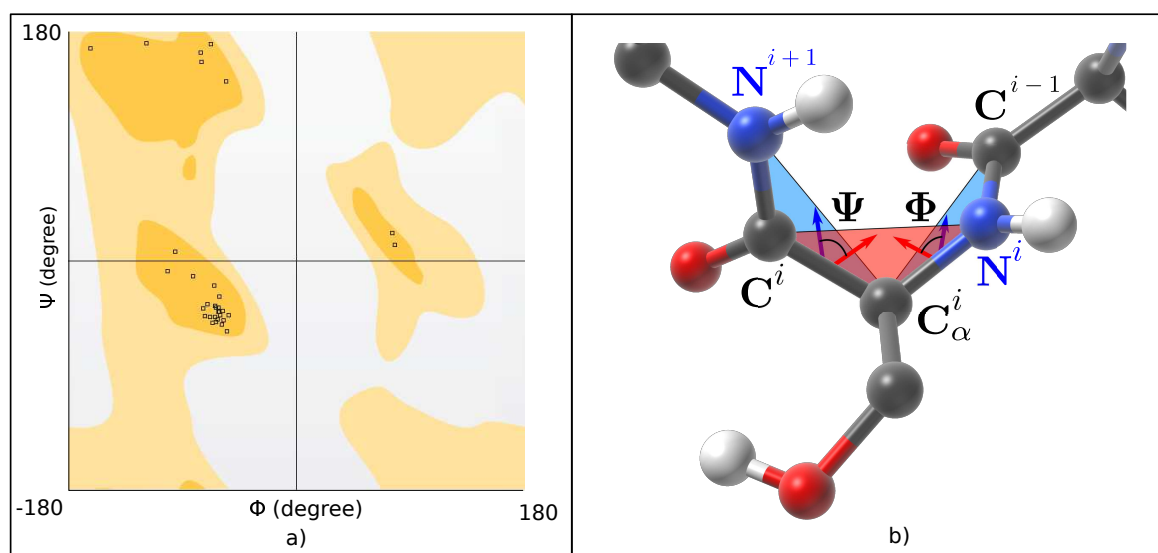 180
Ψ (degree)
-180
Φ (degree)
180
a)
N^{i+1}
C^{i-1}
Ψ
Φ
N^i
C^i
C_α^i
b)